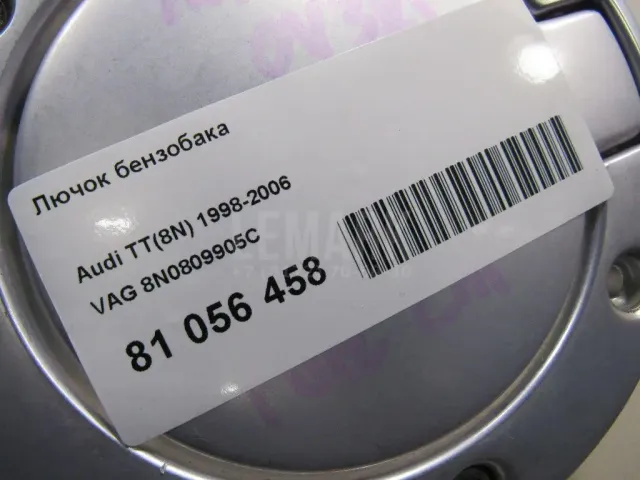 Лючок бензобака
Audi TT(8N) 1998-2006
VAG 8N0809905C
81 056 458